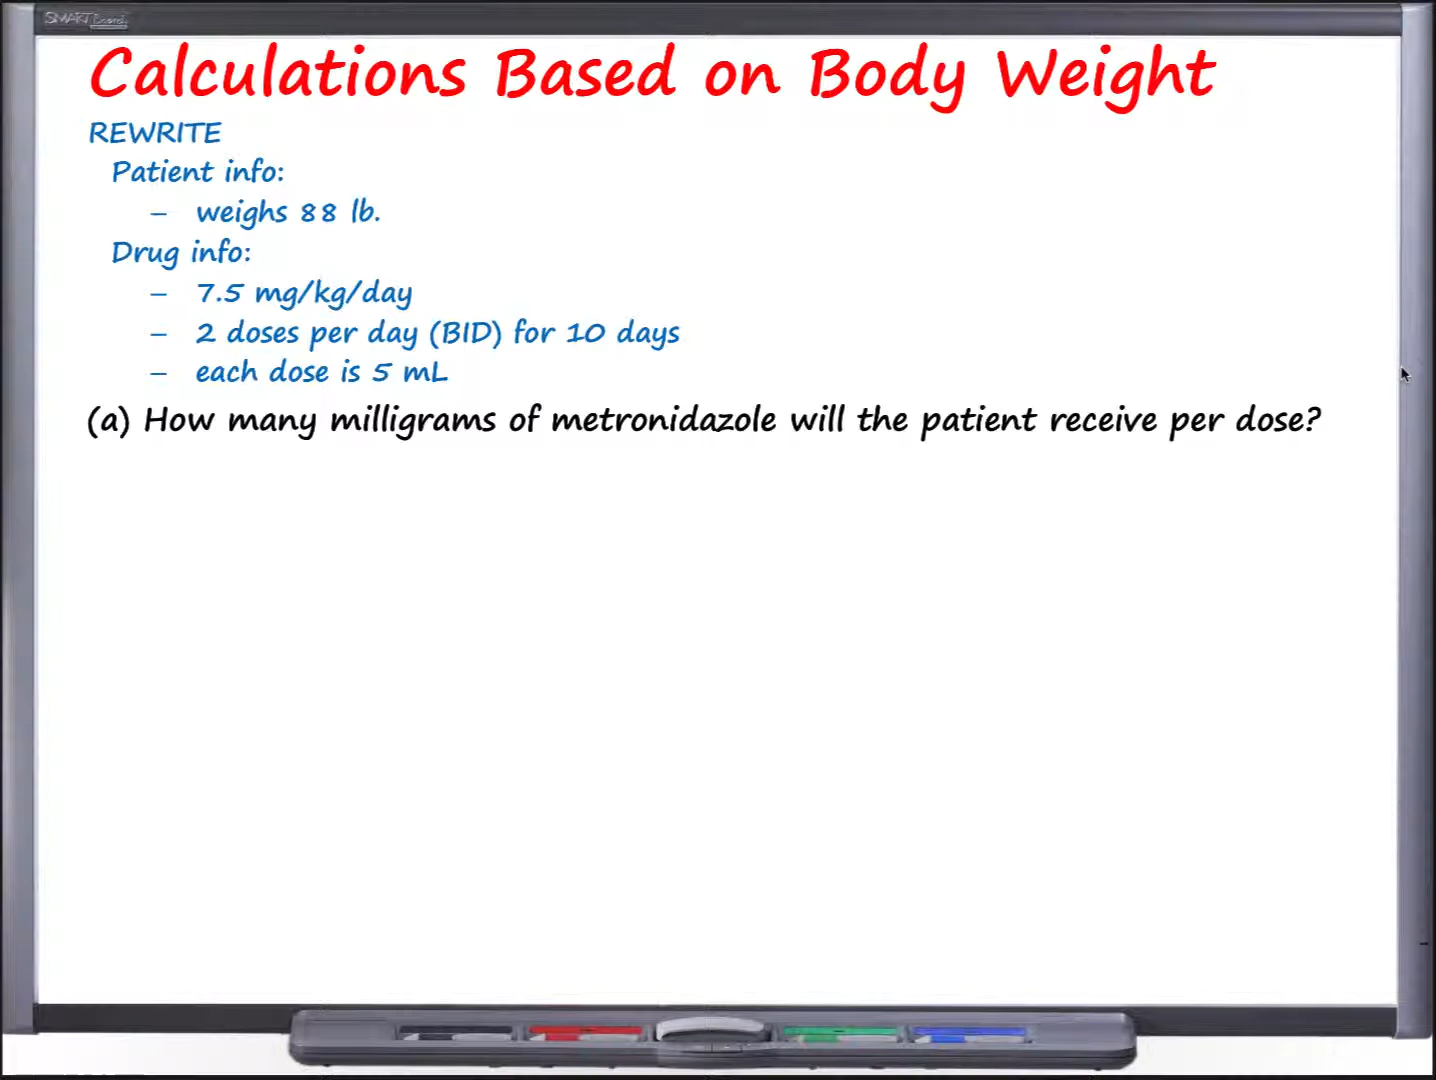 SMART Board
Calculations Based on Body Weight
REWRITE
Patient info:
– weighs 88 lb.
Drug info:
– 7.5 mg/kg/day
– 2 doses per day (BID) for 10 days
– each dose is 5 mL
(a) How many milligrams of metronidazole will the patient receive per dose?